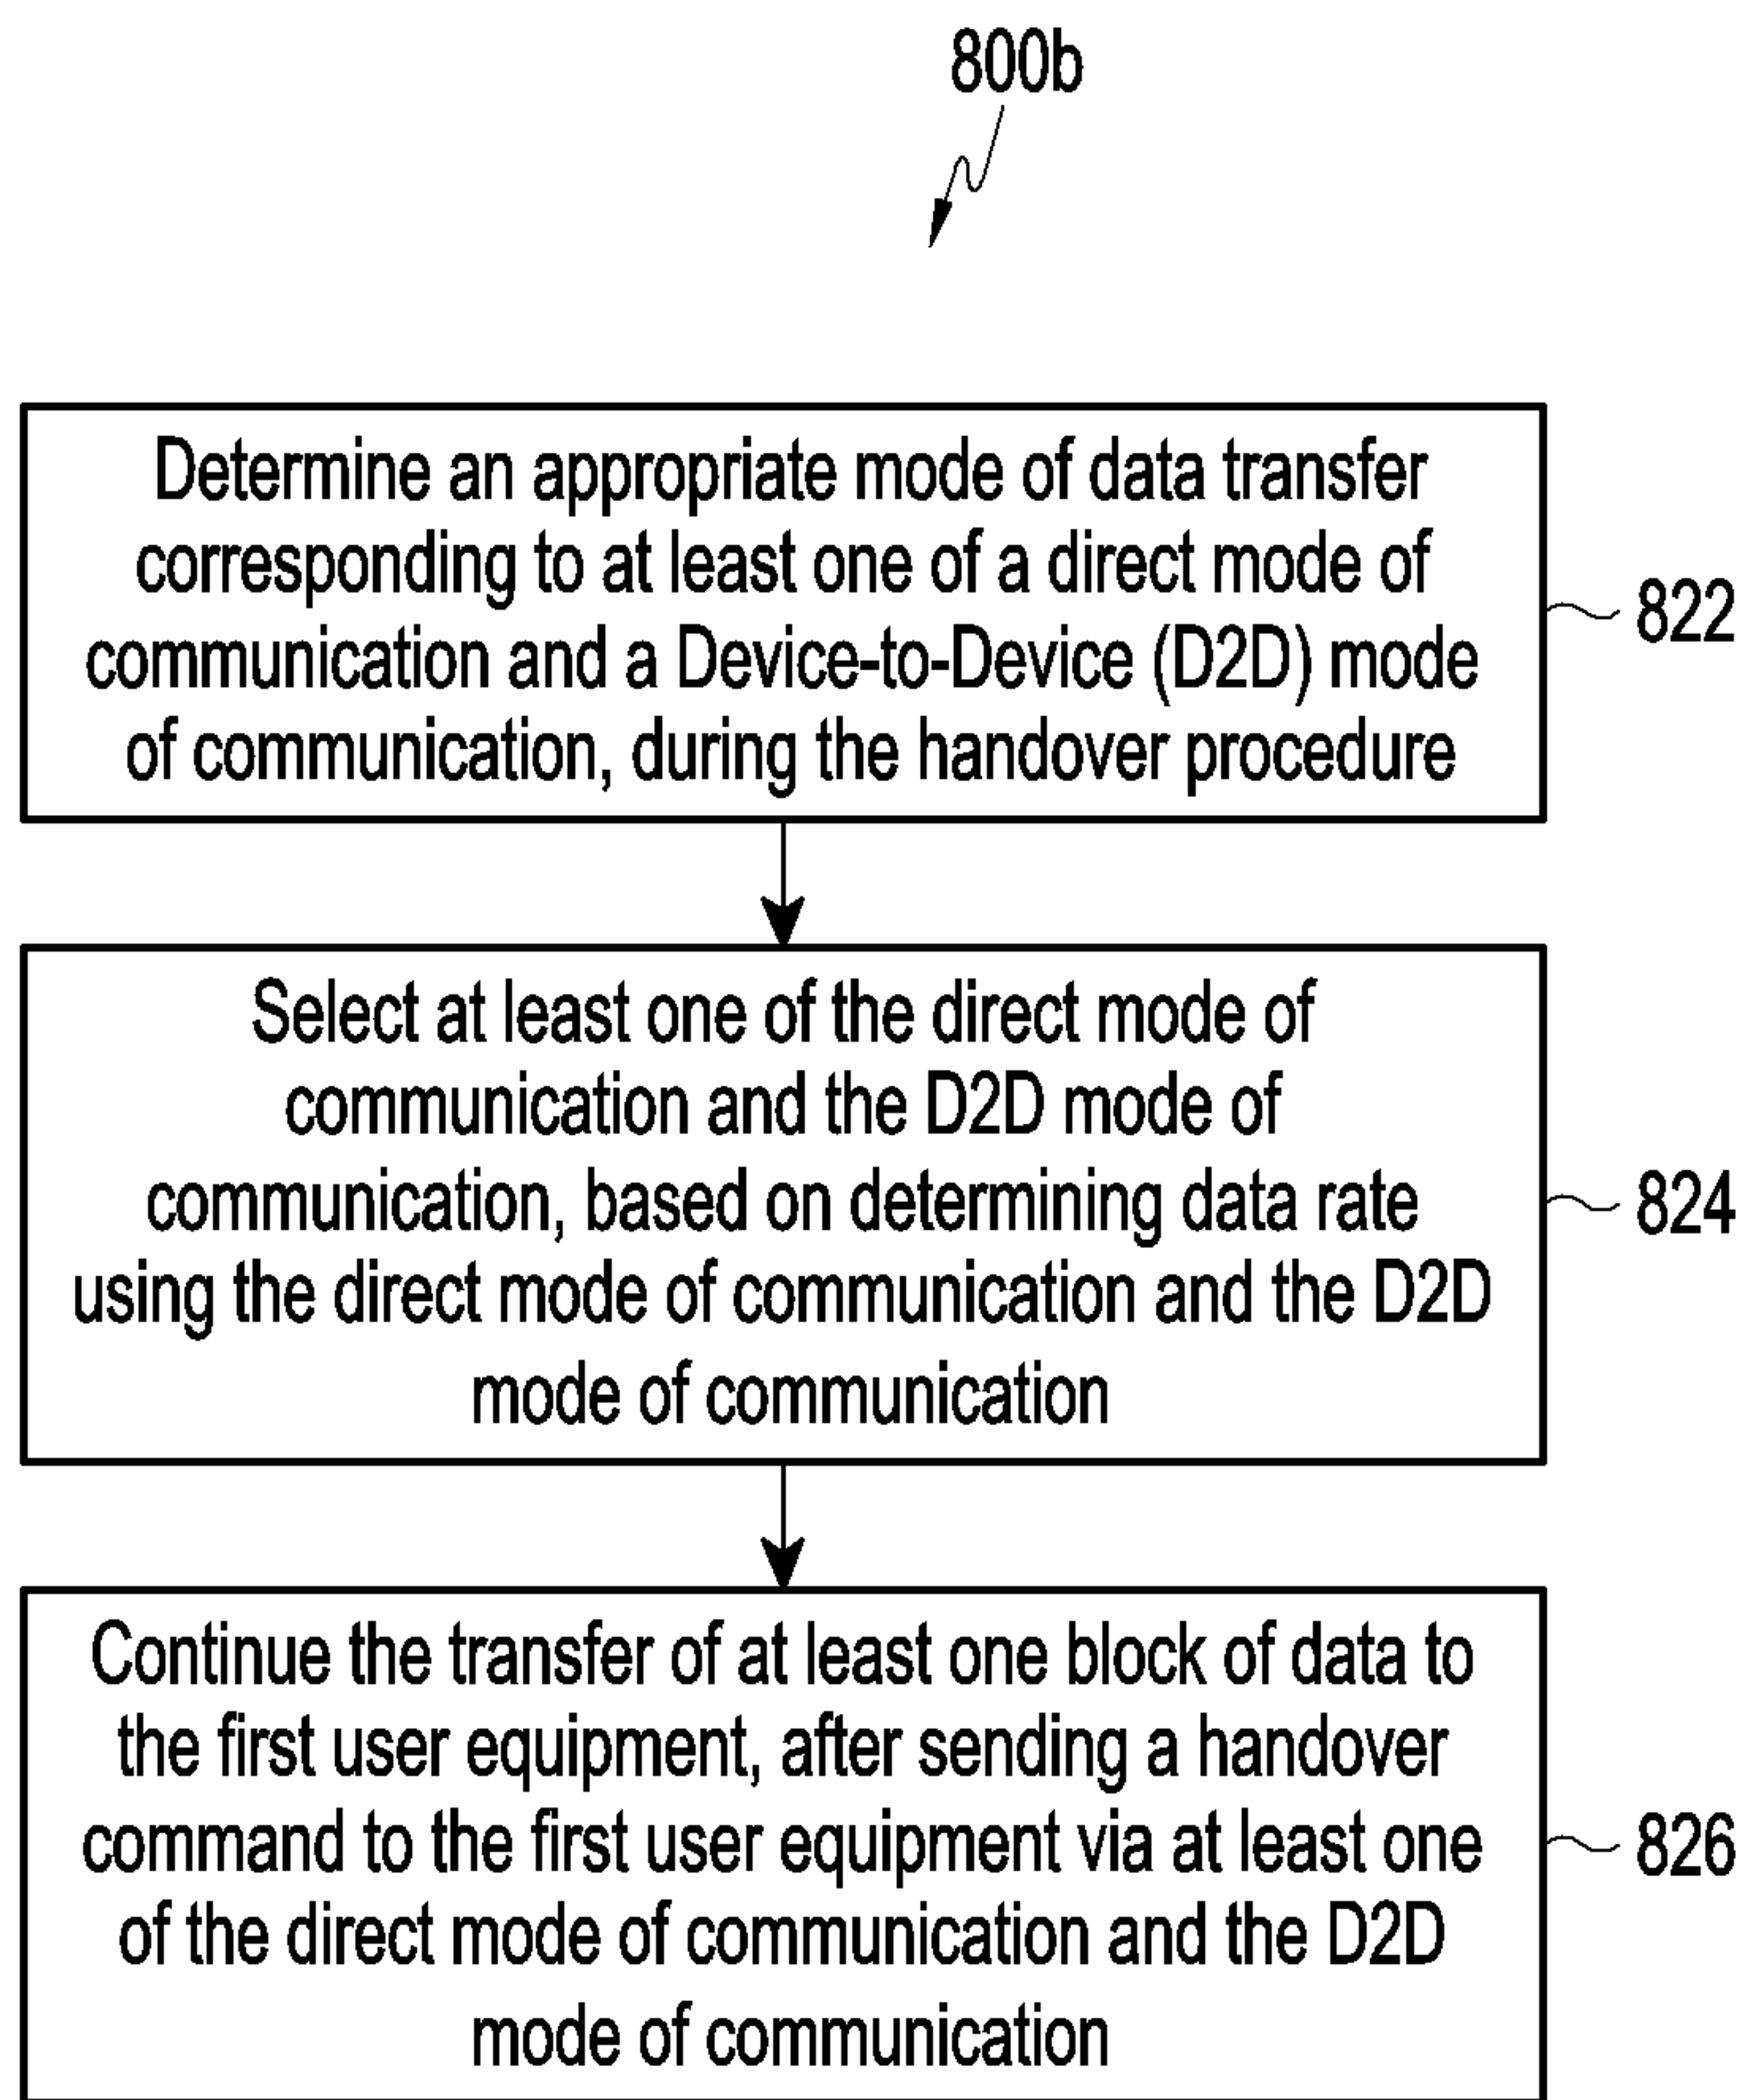 800b
Determine an appropriate mode of data transfer
corresponding to at least one of a direct mode of
communication and a Device-to-Device (D2D) mode
of communication, during the handover procedure
822
Select at least one of the direct mode of
communication and the D2D mode of
communication, based on determining data rate
using the direct mode of communication and the D2D
mode of communication
824
Continue the transfer of at least one block of data to
the first user equipment, after sending a handover
command to the first user equipment via at least one
of the direct mode of communication and the D2D
mode of communication
826